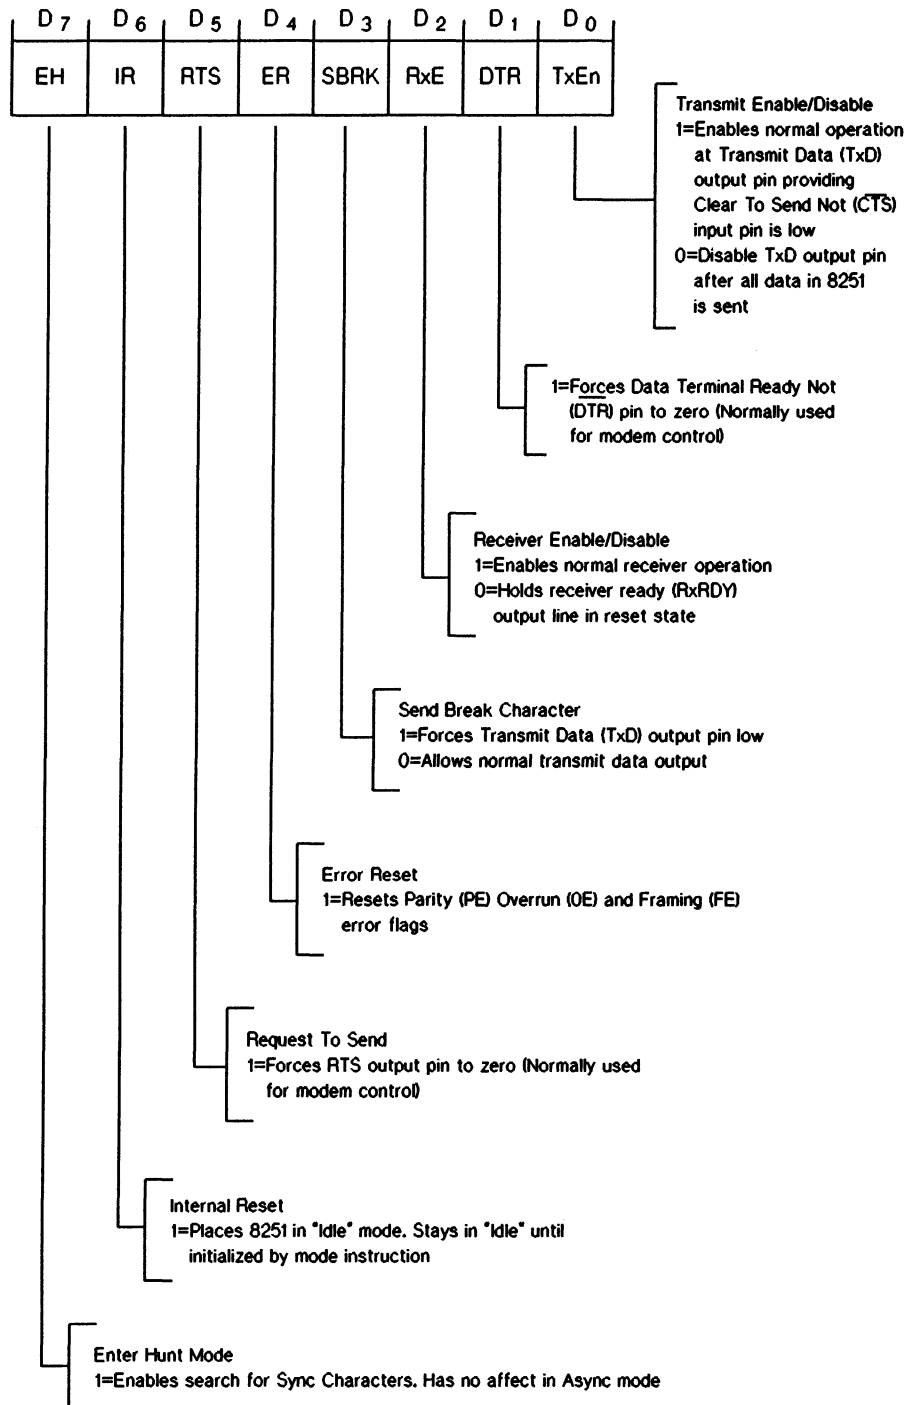 D7 D6 D5 D4 D3 D2 D1 D0
EH IR RTS ER SBRK RxE DTR TxEn
Transmit Enable/Disable
1=Enables normal operation
at Transmit Data (TxD)
output pin providing
Clear To Send Not (C̅T̅S̅)
input pin is low
0=Disable TxD output pin
after all data in 8251
is sent
1=Forces Data Terminal Ready Not
(D̅T̅R̅) pin to zero (Normally used
for modem control)
Receiver Enable/Disable
1=Enables normal receiver operation
0=Holds receiver ready (RxRDY)
output line in reset state
Send Break Character
1=Forces Transmit Data (TxD) output pin low
0=Allows normal transmit data output
Error Reset
1=Resets Parity (PE) Overrun (OE) and Framing (FE)
error flags
Request To Send
1=Forces RTS output pin to zero (Normally used
for modem control)
Internal Reset
1=Places 8251 in "Idle" mode. Stays in "Idle" until
initialized by mode instruction
Enter Hunt Mode
1=Enables search for Sync Characters. Has no affect in Async mode